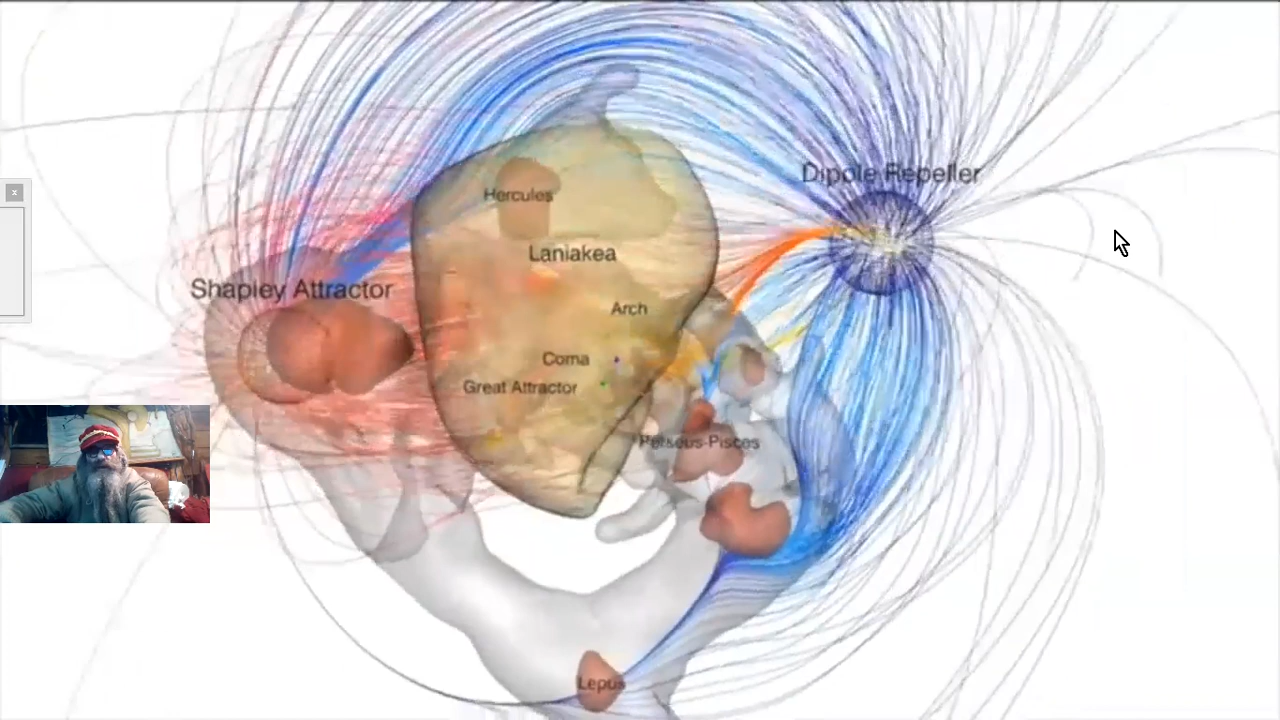 Dipole Repeller
Hercules
Laniakea
Shapley Attractor
Arch
Coma
Great Attractor
Perseus-Pisces
Lepus
x